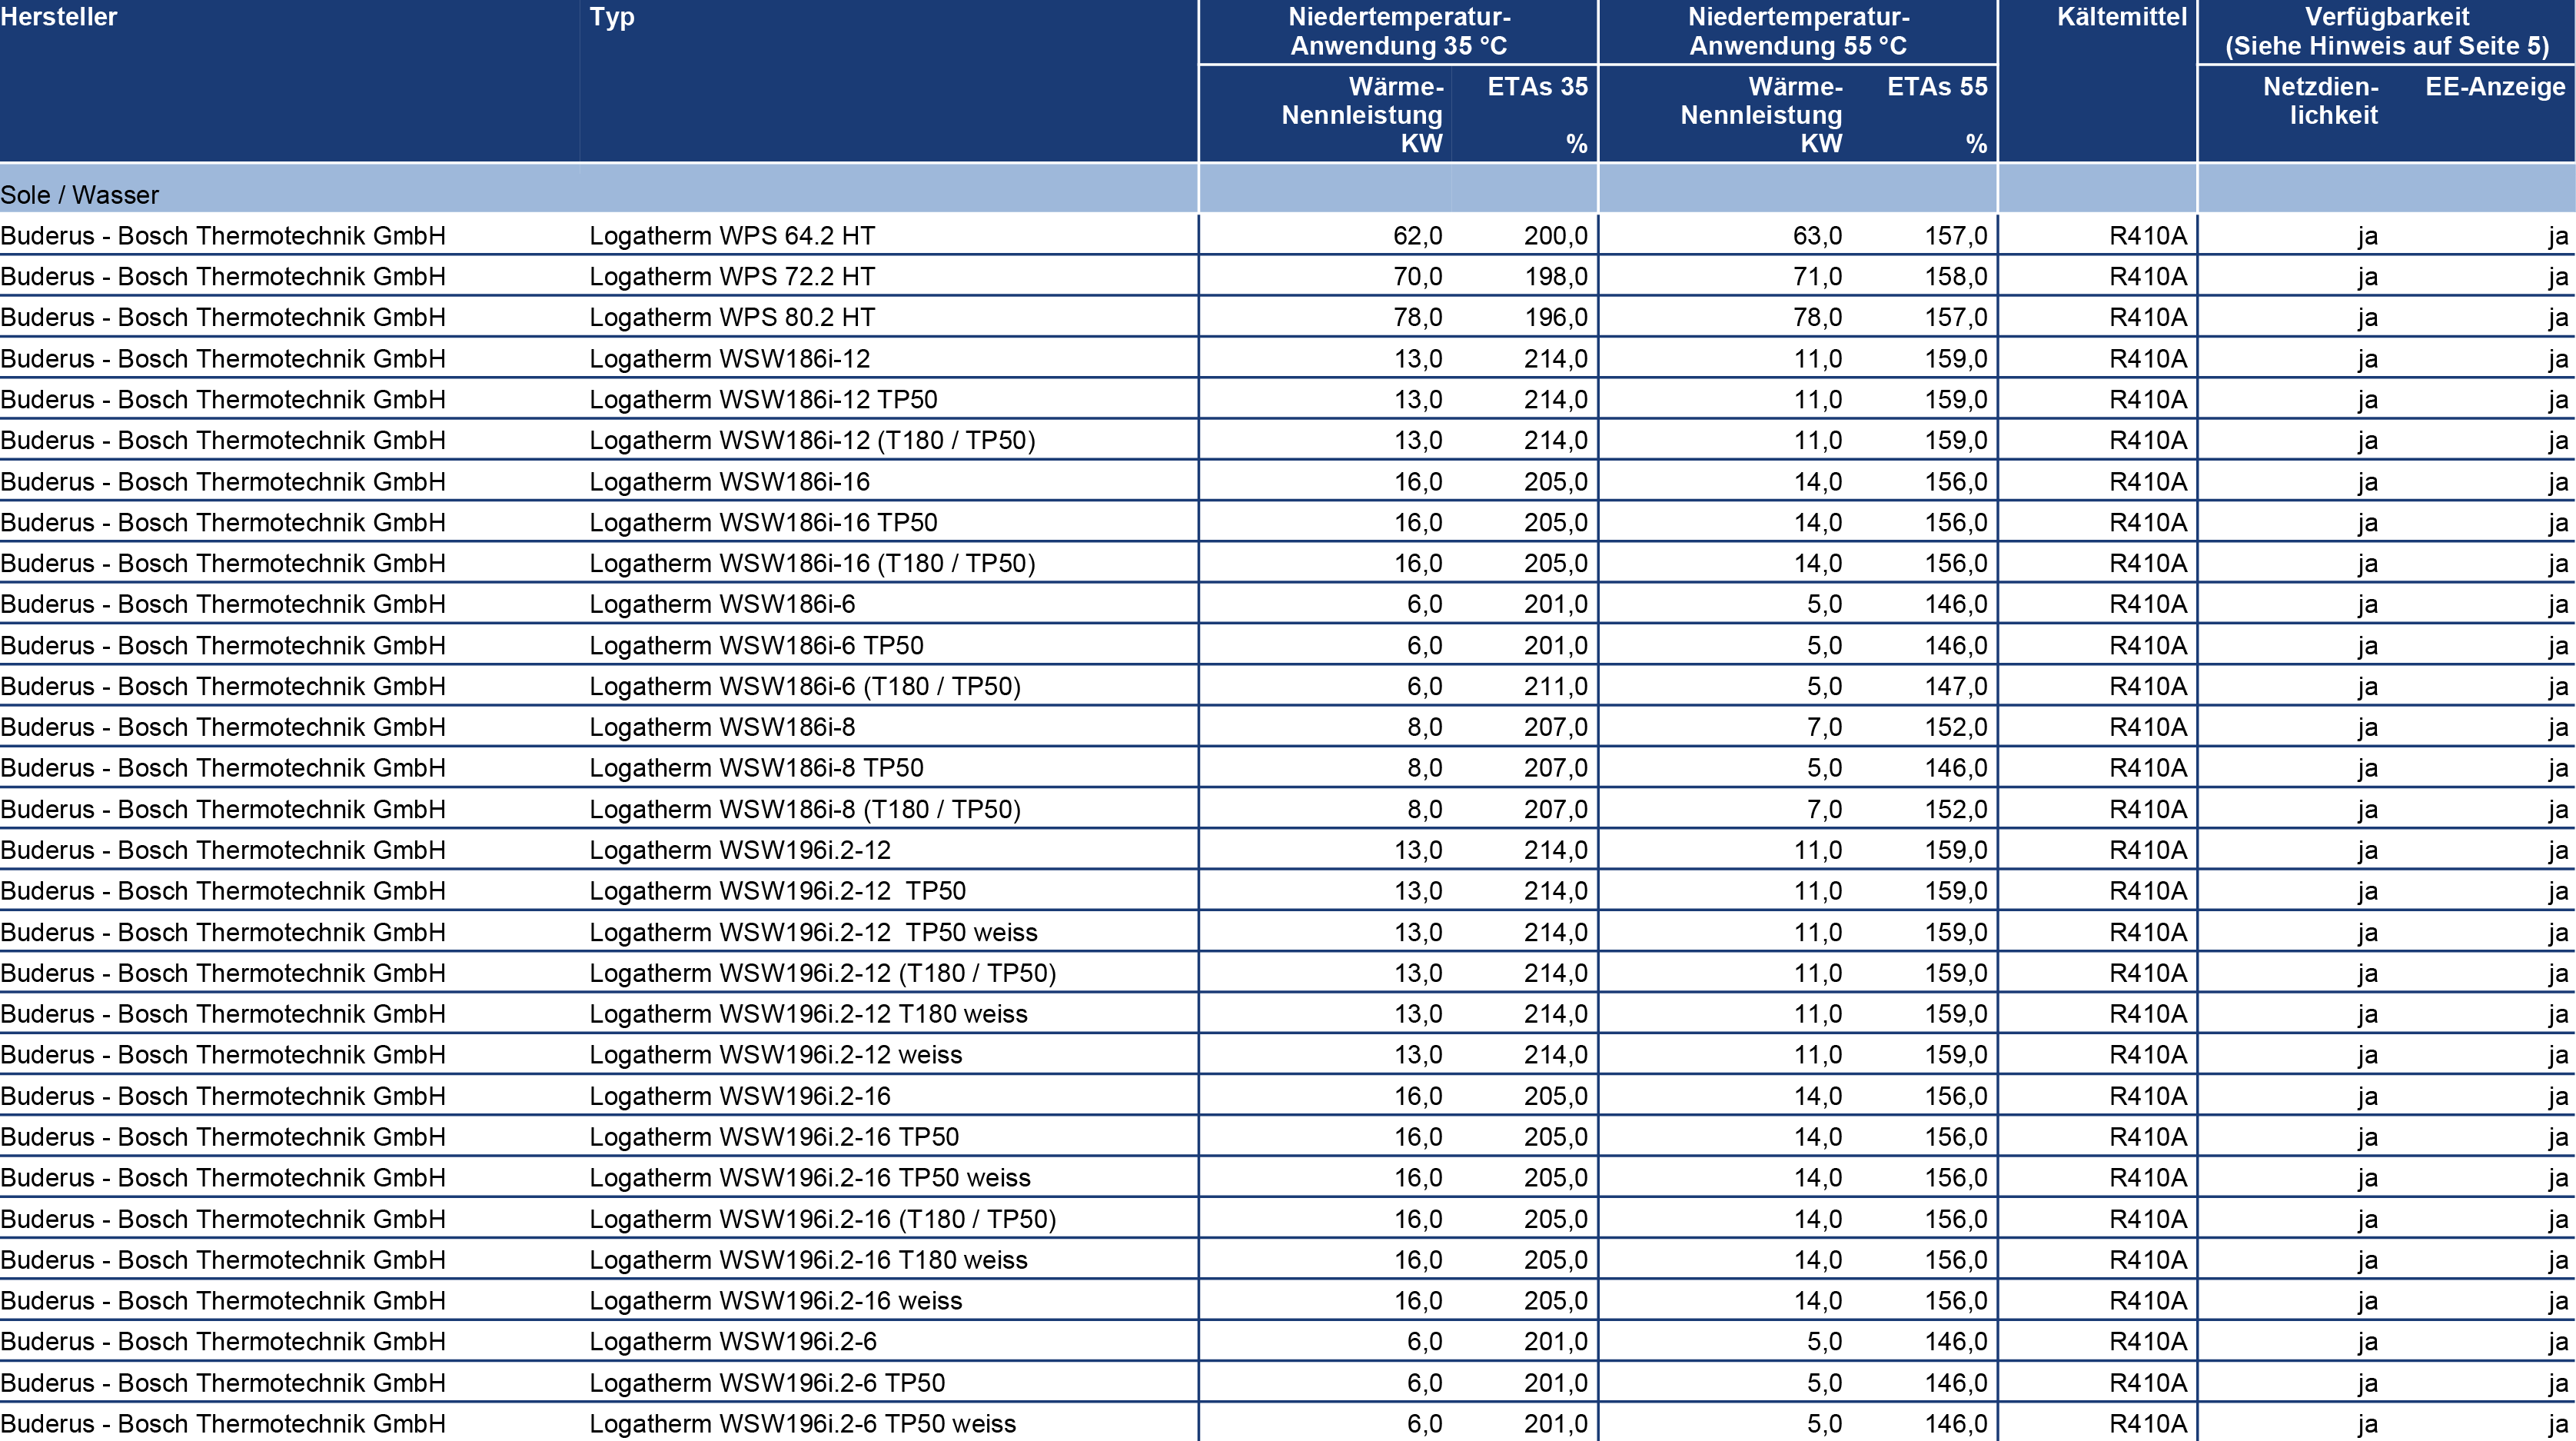 Hersteller Typ Niedertemperatur- Niedertemperatur- Kältemittel Verfügbarkeit
Anwendung 35 °C Anwendung 55 °C (Siehe Hinweis auf Seite 5)
Wärme- ETAs 35 Wärme- ETAs 55 Netzdien- EE-Anzeige
Nennleistung Nennleistung lichkeit
KW % KW %
Sole / Wasser
Buderus - Bosch Thermotechnik GmbH Logatherm WPS 64.2 HT 62,0 200,0 63,0 157,0 R410A ja ja
Buderus - Bosch Thermotechnik GmbH Logatherm WPS 72.2 HT 70,0 198,0 71,0 158,0 R410A ja ja
Buderus - Bosch Thermotechnik GmbH Logatherm WPS 80.2 HT 78,0 196,0 78,0 157,0 R410A ja ja
Buderus - Bosch Thermotechnik GmbH Logatherm WSW186i-12 13,0 214,0 11,0 159,0 R410A ja ja
Buderus - Bosch Thermotechnik GmbH Logatherm WSW186i-12 TP50 13,0 214,0 11,0 159,0 R410A ja ja
Buderus - Bosch Thermotechnik GmbH Logatherm WSW186i-12 (T180 / TP50) 13,0 214,0 11,0 159,0 R410A ja ja
Buderus - Bosch Thermotechnik GmbH Logatherm WSW186i-16 16,0 205,0 14,0 156,0 R410A ja ja
Buderus - Bosch Thermotechnik GmbH Logatherm WSW186i-16 TP50 16,0 205,0 14,0 156,0 R410A ja ja
Buderus - Bosch Thermotechnik GmbH Logatherm WSW186i-16 (T180 / TP50) 16,0 205,0 14,0 156,0 R410A ja ja
Buderus - Bosch Thermotechnik GmbH Logatherm WSW186i-6 6,0 201,0 5,0 146,0 R410A ja ja
Buderus - Bosch Thermotechnik GmbH Logatherm WSW186i-6 TP50 6,0 201,0 5,0 146,0 R410A ja ja
Buderus - Bosch Thermotechnik GmbH Logatherm WSW186i-6 (T180 / TP50) 6,0 211,0 5,0 147,0 R410A ja ja
Buderus - Bosch Thermotechnik GmbH Logatherm WSW186i-8 8,0 207,0 7,0 152,0 R410A ja ja
Buderus - Bosch Thermotechnik GmbH Logatherm WSW186i-8 TP50 8,0 207,0 5,0 146,0 R410A ja ja
Buderus - Bosch Thermotechnik GmbH Logatherm WSW186i-8 (T180 / TP50) 8,0 207,0 7,0 152,0 R410A ja ja
Buderus - Bosch Thermotechnik GmbH Logatherm WSW196i.2-12 13,0 214,0 11,0 159,0 R410A ja ja
Buderus - Bosch Thermotechnik GmbH Logatherm WSW196i.2-12  TP50 13,0 214,0 11,0 159,0 R410A ja ja
Buderus - Bosch Thermotechnik GmbH Logatherm WSW196i.2-12  TP50 weiss 13,0 214,0 11,0 159,0 R410A ja ja
Buderus - Bosch Thermotechnik GmbH Logatherm WSW196i.2-12 (T180 / TP50) 13,0 214,0 11,0 159,0 R410A ja ja
Buderus - Bosch Thermotechnik GmbH Logatherm WSW196i.2-12 T180 weiss 13,0 214,0 11,0 159,0 R410A ja ja
Buderus - Bosch Thermotechnik GmbH Logatherm WSW196i.2-12 weiss 13,0 214,0 11,0 159,0 R410A ja ja
Buderus - Bosch Thermotechnik GmbH Logatherm WSW196i.2-16 16,0 205,0 14,0 156,0 R410A ja ja
Buderus - Bosch Thermotechnik GmbH Logatherm WSW196i.2-16 TP50 16,0 205,0 14,0 156,0 R410A ja ja
Buderus - Bosch Thermotechnik GmbH Logatherm WSW196i.2-16 TP50 weiss 16,0 205,0 14,0 156,0 R410A ja ja
Buderus - Bosch Thermotechnik GmbH Logatherm WSW196i.2-16 (T180 / TP50) 16,0 205,0 14,0 156,0 R410A ja ja
Buderus - Bosch Thermotechnik GmbH Logatherm WSW196i.2-16 T180 weiss 16,0 205,0 14,0 156,0 R410A ja ja
Buderus - Bosch Thermotechnik GmbH Logatherm WSW196i.2-16 weiss 16,0 205,0 14,0 156,0 R410A ja ja
Buderus - Bosch Thermotechnik GmbH Logatherm WSW196i.2-6 6,0 201,0 5,0 146,0 R410A ja ja
Buderus - Bosch Thermotechnik GmbH Logatherm WSW196i.2-6 TP50 6,0 201,0 5,0 146,0 R410A ja ja
Buderus - Bosch Thermotechnik GmbH Logatherm WSW196i.2-6 TP50 weiss 6,0 201,0 5,0 146,0 R410A ja ja